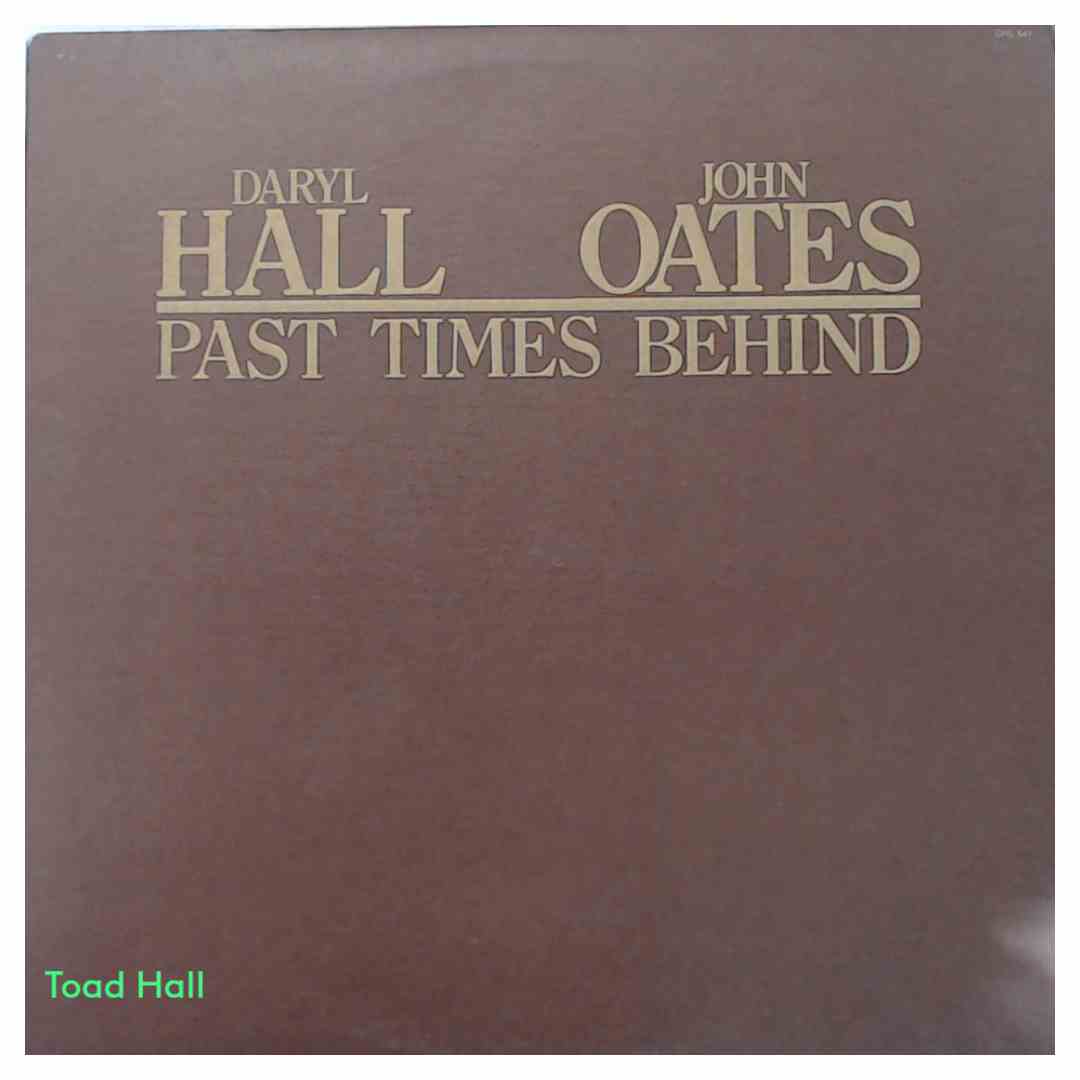 DARYL JOHN
HALL OATES
PAST TIMES BEHIND
Toad Hall